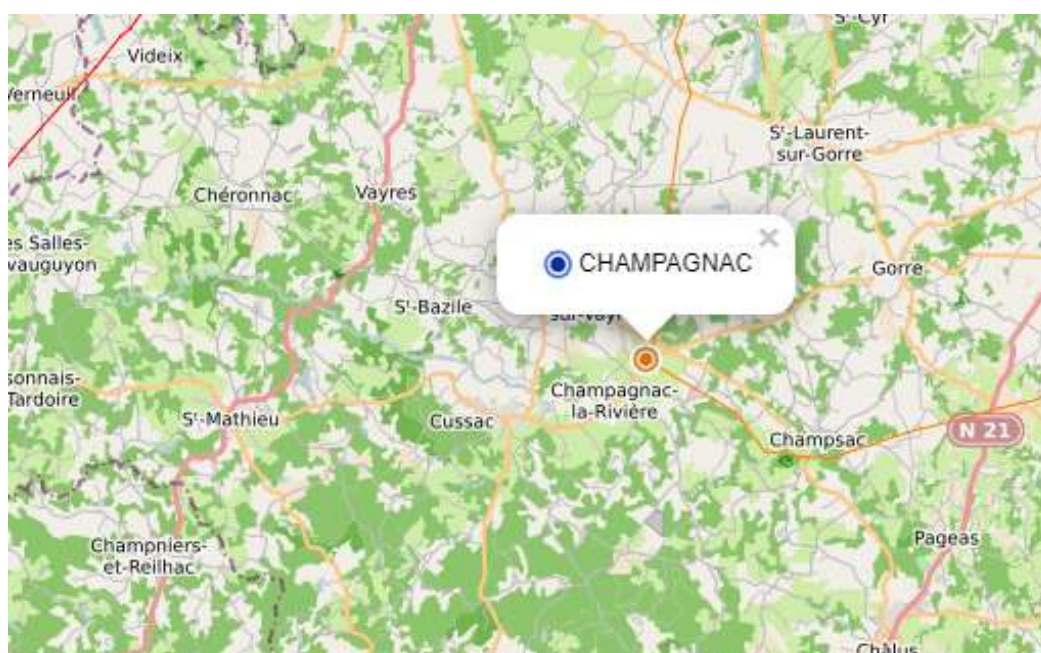 Sᵗ-Cyr
Videix
Verneuil
Sᵗ-Laurent-
sur-Gorre
Chéronnac
Vayres
es Salles-
vauguyon
CHAMPAGNAC
×
Gorre
Sᵗ-Bazile
sur-Vayr
sonnais-
Tardoire
Champagnac-
la-Rivière
Sᵗ-Mathieu
Cussac
Champsac
N 21
Champniers-
et-Reilhac
Pageas
Châlus